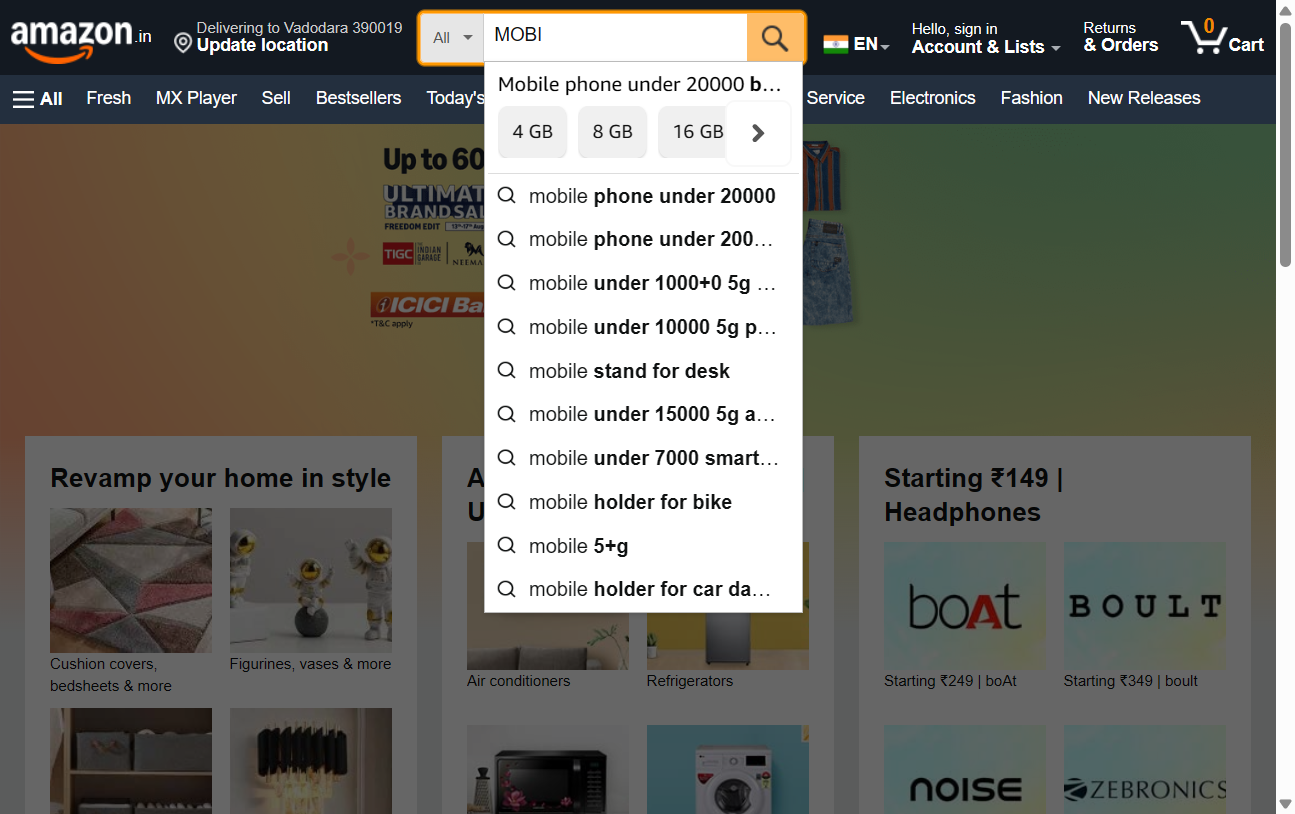 amazon.in
Delivering to Vadodara 390019
Update location
All
MOBI
EN
Hello, sign in
Account & Lists
Returns
& Orders
0
Cart
All
Fresh
MX Player
Sell
Bestsellers
Today's
Service
Electronics
Fashion
New Releases
Mobile phone under 20000 b…
4 GB
8 GB
16 GB
mobile phone under 20000
mobile phone under 200…
mobile under 1000+0 5g …
mobile under 10000 5g p…
mobile stand for desk
mobile under 15000 5g a…
mobile under 7000 smart…
mobile holder for bike
mobile 5+g
mobile holder for car da…
Up to 60
ULTIMAT
BRAND SAL
FREEDOM EDIT
13th-17th Aug
TIGC
THE INDIAN GARAGE
NEEMA
ICICI Ba
*T&C apply
Revamp your home in style
Cushion covers,
bedsheets & more
Figurines, vases & more
A
U
Air conditioners
Refrigerators
Starting ₹149 |
Headphones
boAt
BOULT
Starting ₹249 | boAt
Starting ₹349 | boult
NOISE
ZEBRONICS